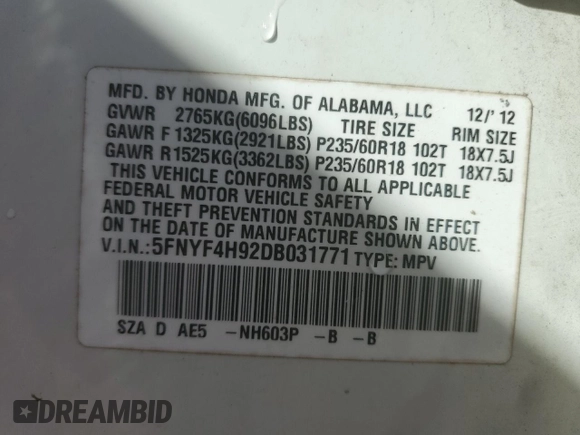 MFD. BY HONDA MFG. OF ALABAMA, LLC 12/'12
GVWR 2765KG(6096LBS) TIRE SIZE RIM SIZE
GAWR F 1325KG(2921LBS) P235/60R18 102T 18X7.5J
GAWR R 1525KG(3362LBS) P235/60R18 102T 18X7.5J
THIS VEHICLE CONFORMS TO ALL APPLICABLE
FEDERAL MOTOR VEHICLE SAFETY
AND THEFT PREVENTION STANDARDS IN EFFECT
ON THE DATE OF MANUFACTURE SHOWN ABOVE.
V.I.N.:5FNYF4H92DB031771 TYPE: MPV
SZA D AE5 -NH603P -B -B
DREAMBID